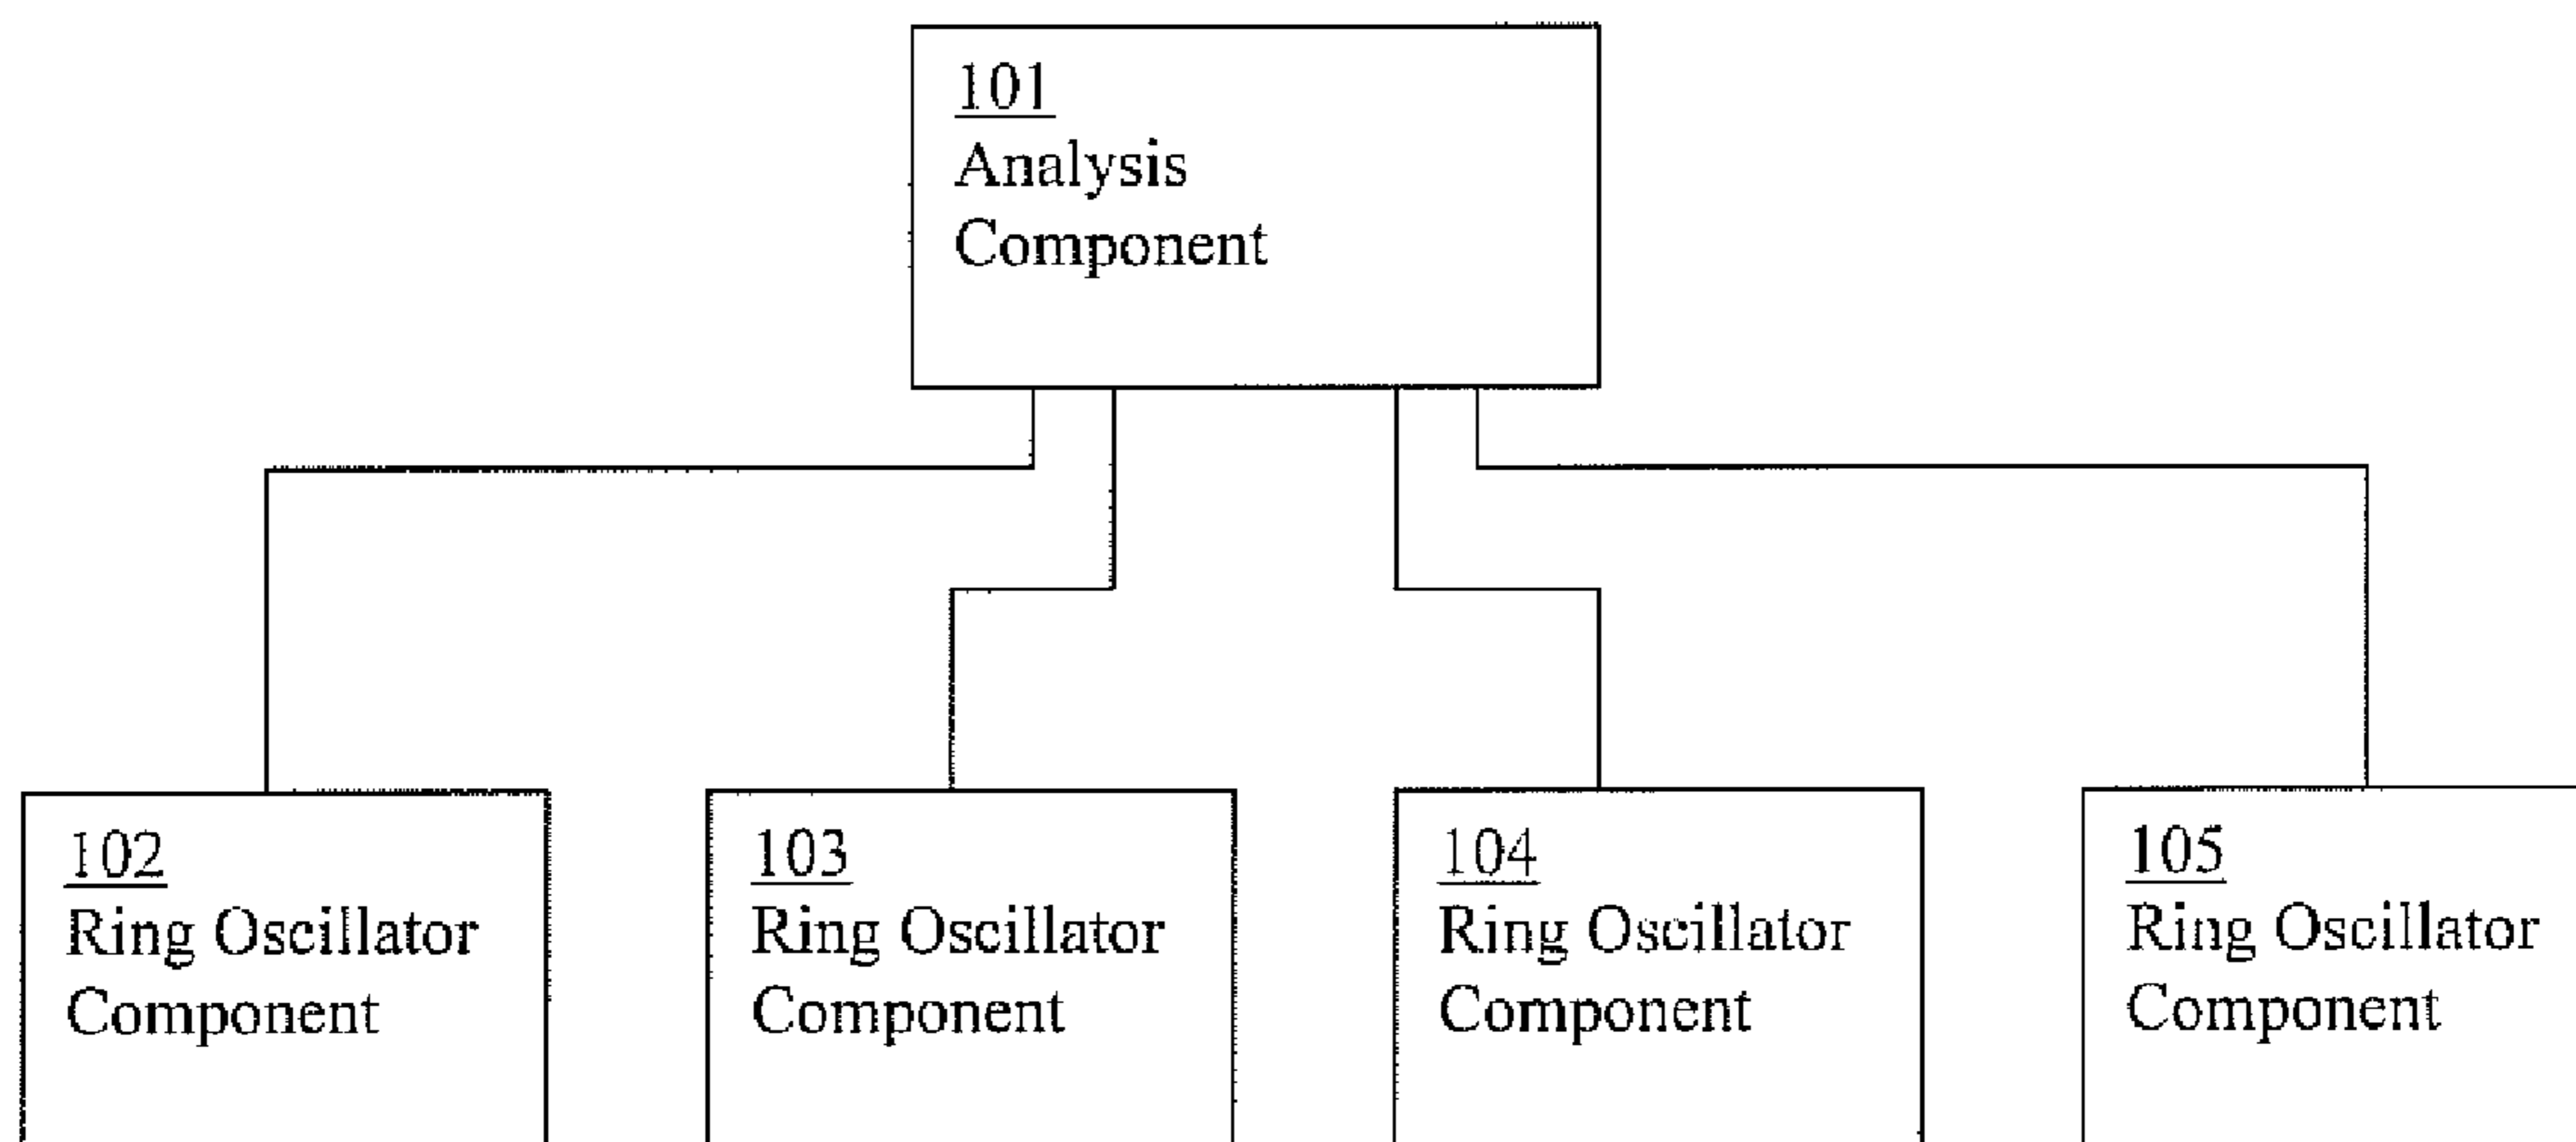 101
Analysis
Component
102
Ring Oscillator
Component
103
Ring Oscillator
Component
104
Ring Oscillator
Component
105
Ring Oscillator
Component